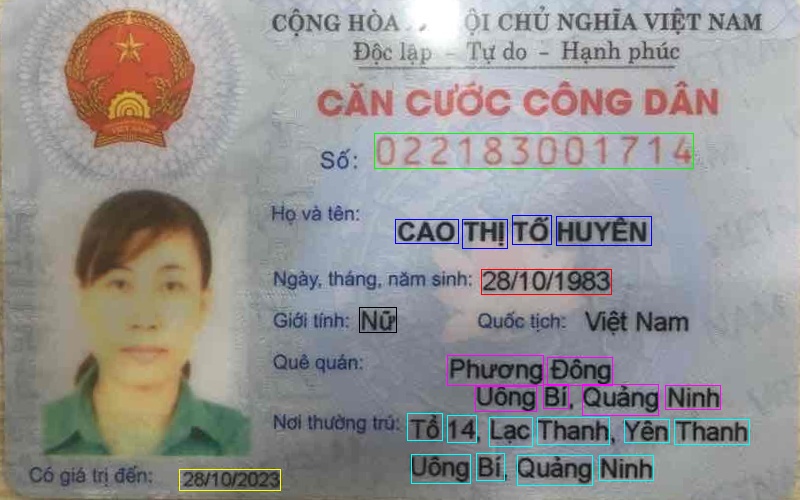 CỘNG HÒA ỘI CHỦ NGHĨA VIỆT NAM
Độc lập - Tự do - Hạnh phúc
CĂN CƯỚC CÔNG DÂN
Số: 022183001714
Họ và tên:
CAO THỊ TỐ HUYÊN
Ngày, tháng, năm sinh: 28/10/1983
Giới tính: Nữ Quốc tịch: Việt Nam
Quê quán: Phương Đông
Uông Bí, Quảng Ninh
Nơi thường trú: Tổ 14, Lạc Thanh, Yên Thanh
Uông Bí, Quảng Ninh
Có giá trị đến: 28/10/2023
VIỆT NAM